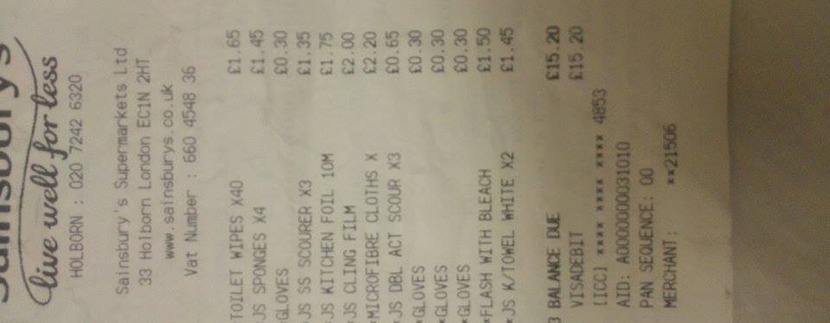 Sainsbury's
live well for less
HOLBORN : 020 7242 6320
Sainsbury's Supermarkets Ltd
33 Holborn London EC1N 2HT
www.sainsburys.co.uk
Vat Number : 660 4548 36
TOILET WIPES X40 £1.65
JS SPONGES X4 £1.45
GLOVES £0.30
*JS SS SCOURER X3 £1.35
*JS KITCHEN FOIL 10M £1.75
*JS CLING FILM £2.00
*MICROFIBRE CLOTHS X £2.20
*JS DBL ACT SCOUR X3 £0.65
*GLOVES £0.30
*GLOVES £0.30
*GLOVES £0.30
*FLASH WITH BLEACH £1.50
*JS K/TOWEL WHITE X2 £1.45
3 BALANCE DUE £15.20
VISADEBIT £15.20
[ICC] **** **** **** 4853
AID: A0000000031010
PAN SEQUENCE: 00
MERCHANT: **21506